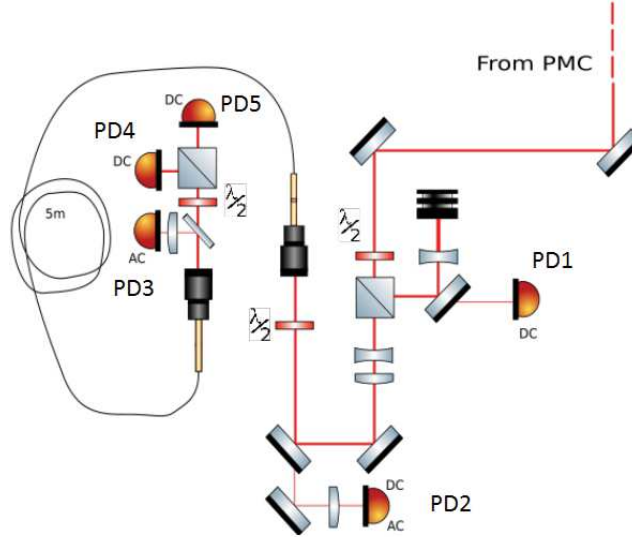 From PMC
DC
PD5
PD4
DC
λ/2
5m
AC
PD3
λ/2
PD1
DC
λ/2
DC
PD2
AC